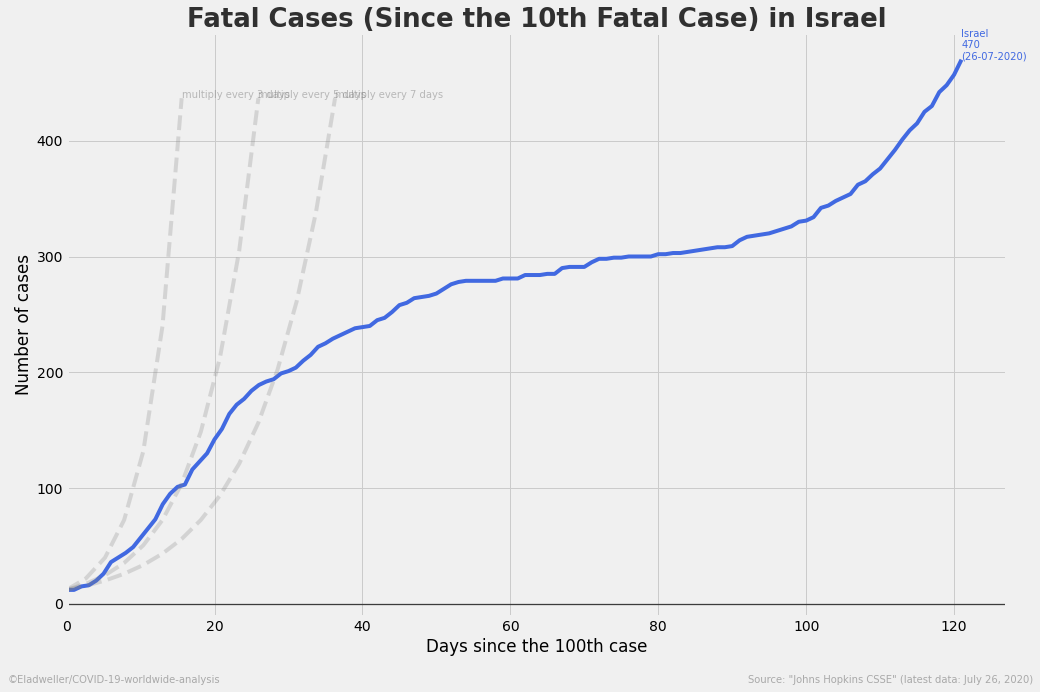 Fatal Cases (Since the 10th Fatal Case) in Israel
Israel
470
(26-07-2020)
multiply every 3 days
multiply every 5 days
multiply every 7 days
400
300
200
100
0
Number of cases
0 20 40 60 80 100 120
Days since the 100th case
©Eladweller/COVID-19-worldwide-analysis
Source: "Johns Hopkins CSSE" (latest data: July 26, 2020)